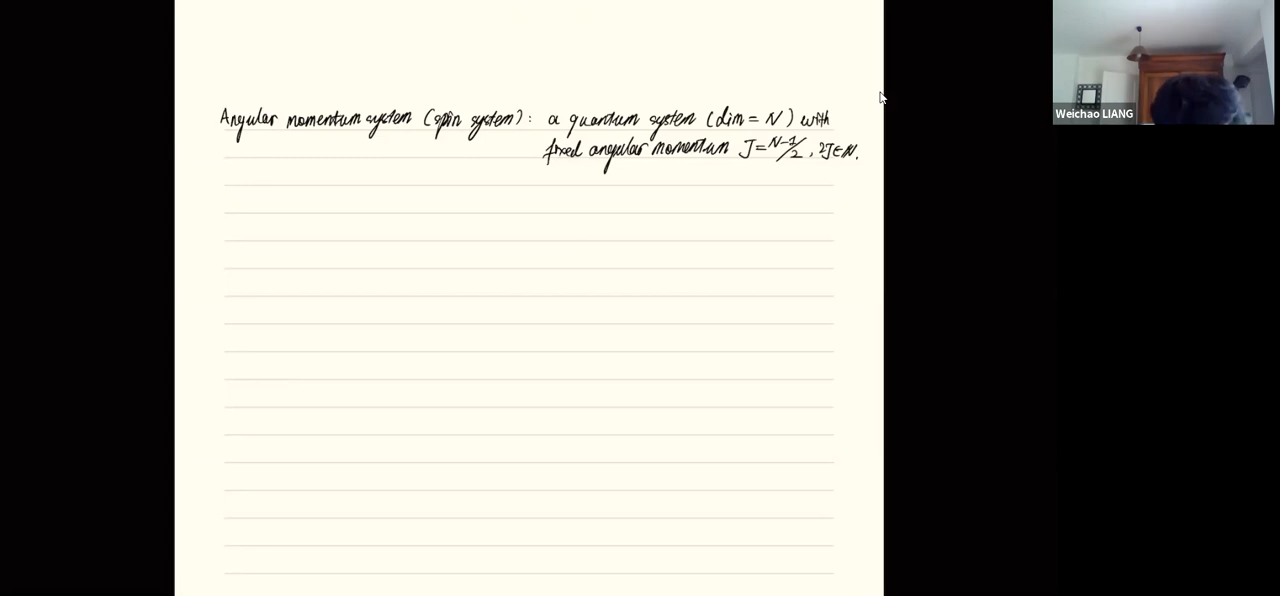 Angular momentum system (spin system): a quantum system (dim = N) with
fixed angular momentum J = N-1/2, 2J∈N.
Weichao LIANG